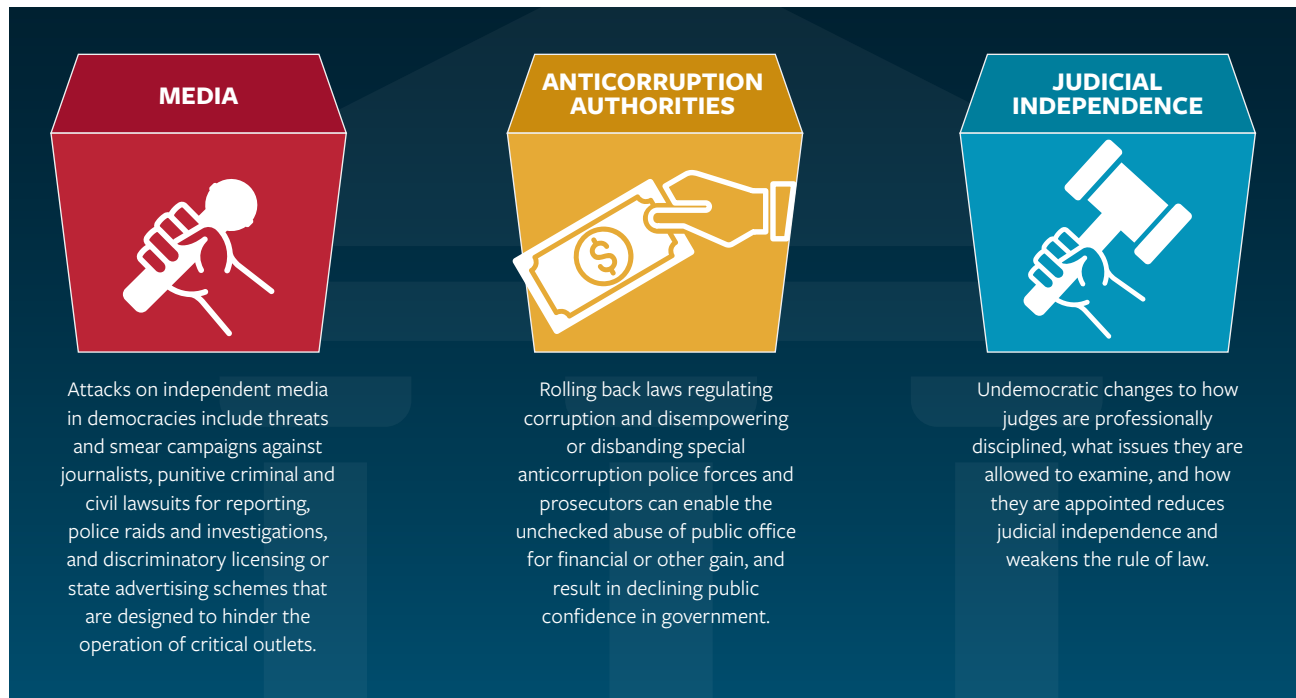 MEDIA
Attacks on independent media
in democracies include threats
and smear campaigns against
journalists, punitive criminal and
civil lawsuits for reporting,
police raids and investigations,
and discriminatory licensing or
state advertising schemes that
are designed to hinder the
operation of critical outlets.
ANTICORRUPTION
AUTHORITIES
$
Rolling back laws regulating
corruption and disempowering
or disbanding special
anticorruption police forces and
prosecutors can enable the
unchecked abuse of public office
for financial or other gain, and
result in declining public
confidence in government.
JUDICIAL
INDEPENDENCE
Undemocratic changes to how
judges are professionally
disciplined, what issues they are
allowed to examine, and how
they are appointed reduces
judicial independence and
weakens the rule of law.